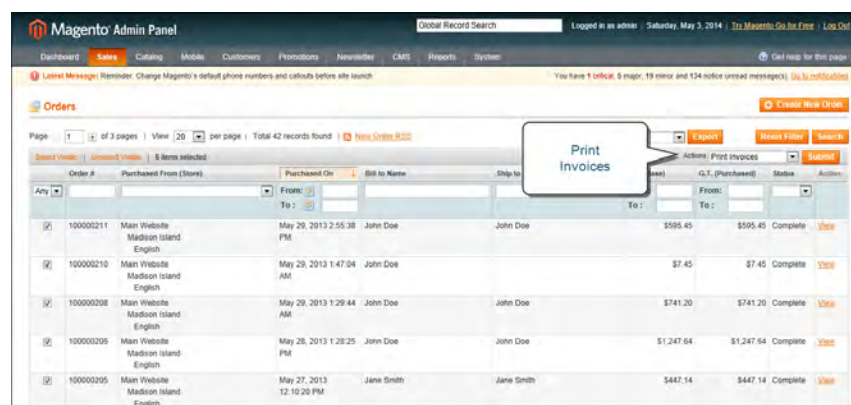 Magento Admin Panel
Global Record Search
Logged in as admin | Saturday, May 3, 2014 | Try Magento Go for Free | Log Out
Dashboard Sales Catalog Mobile Customers Promotions Newsletter CMS Reports System
Get help for this page
Latest Message: Reminder: Change Magento's default phone numbers and callouts before site launch
You have 1 critical, 5 major, 19 minor and 134 notice unread message(s). Go to notifications
Orders
Create New Order
Page 1 of 3 pages | View 20 per page | Total 42 records found | New Order RSS
Export
Reset Filter
Search
Select Visible | Unselect Visible | 5 items selected
Actions Print Invoices
Submit
Print
Invoices
Order # Purchased From (Store) Purchased On Bill to Name Ship to G.T. (Purchased) Status Action
Any From: From:
To : To : To :
100000211 Main Website May 29, 2013 2:55:38 John Doe John Doe $595.45 $595.45 Complete View
Madison Island PM
English
100000210 Main Website May 29, 2013 1:47:04 John Doe $7.45 $7.45 Complete View
Madison Island AM
English
100000208 Main Website May 29, 2013 1:29:44 John Doe John Doe $741.20 $741.20 Complete View
Madison Island AM
English
100000206 Main Website May 28, 2013 1:28:25 John Doe John Doe $1,247.64 $1,247.64 Complete View
Madison Island PM
English
100000205 Main Website May 27, 2013 Jane Smith Jane Smith $447.14 $447.14 Complete View
Madison Island 12:10:20 PM
English